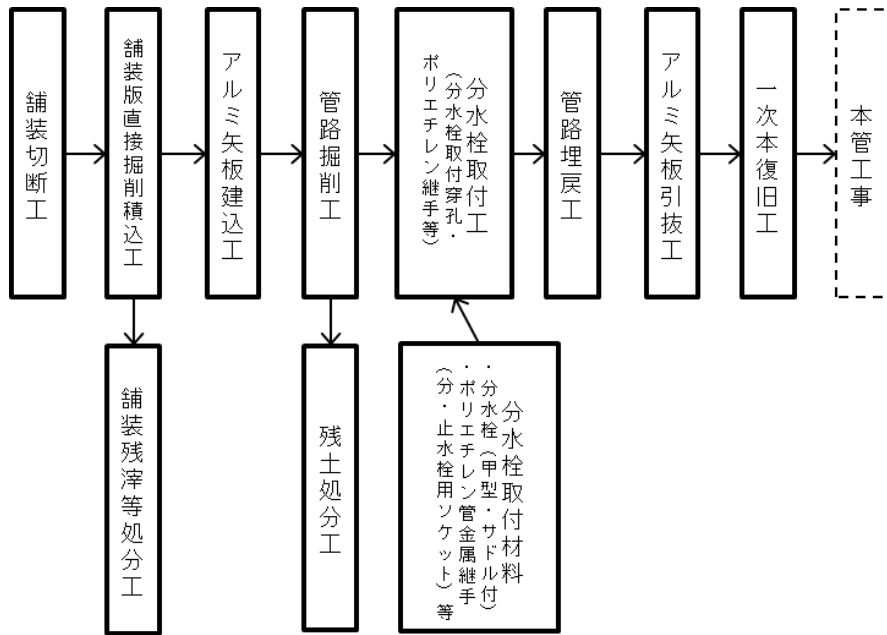 舗装切断工
舗装版直接掘削積込工
アルミ矢板建込工
管路掘削工
分水栓取付工
(分水栓取付穿孔・
ポリエチレン継手等)
管路埋戻工
アルミ矢板引抜工
一次本復旧工
本管工事
舗装残滓等処分工
残土処分工
分水栓取付材料
・分水栓(甲型・サドル付)
・ポリエチレン管金属継手
(分・止水栓用ソケット)等